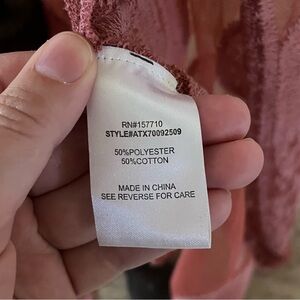 RN#157710
STYLE#ATX70092509
50%POLYESTER
50%COTTON
MADE IN CHINA
SEE REVERSE FOR CARE